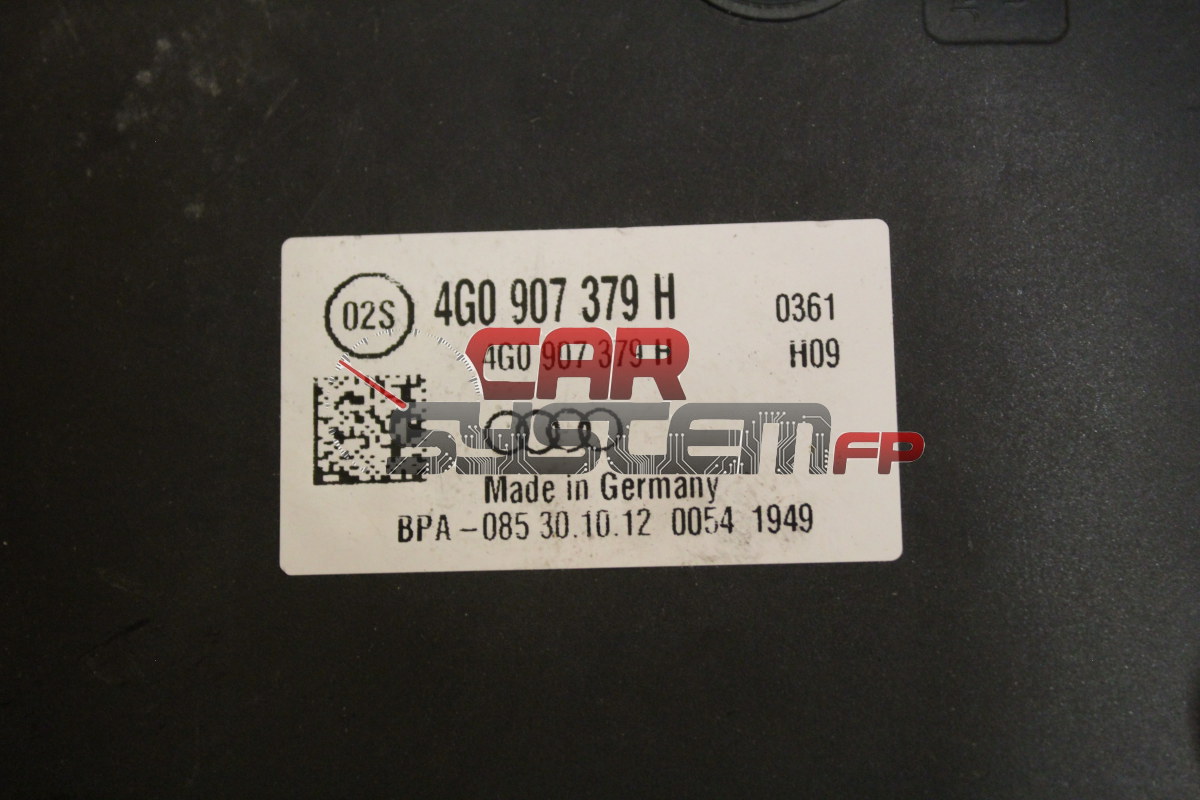 02S 4G0 907 379 H 0361
4G0 907 379 H H09
CAR
SYSTEM FP
Made in Germany
BPA - 085 30.10.12 0054 1949